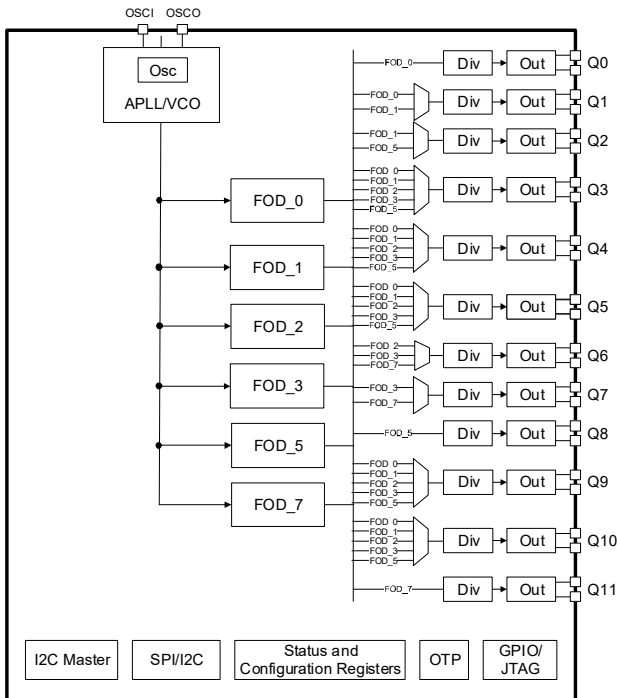 OSCI OSCO
Osc
APLL/VCO
FOD_0
FOD_1
FOD_2
FOD_3
FOD_5
FOD_7
FOD_0 Div Out Q0
FOD_0
FOD_1
Div Out Q1
FOD_1
FOD_5
Div Out Q2
FOD_0
FOD_1
FOD_2
FOD_3
FOD_5
Div Out Q3
FOD_0
FOD_1
FOD_2
FOD_3
FOD_5
Div Out Q4
FOD_0
FOD_1
FOD_2
FOD_3
FOD_5
Div Out Q5
FOD_2
FOD_3
FOD_7
Div Out Q6
FOD_3
FOD_7
Div Out Q7
FOD_5 Div Out Q8
FOD_0
FOD_1
FOD_2
FOD_3
FOD_5
Div Out Q9
FOD_0
FOD_1
FOD_2
FOD_3
FOD_5
Div Out Q10
FOD_7 Div Out Q11
I2C Master
SPI/I2C
Status and
Configuration Registers
OTP
GPIO/
JTAG